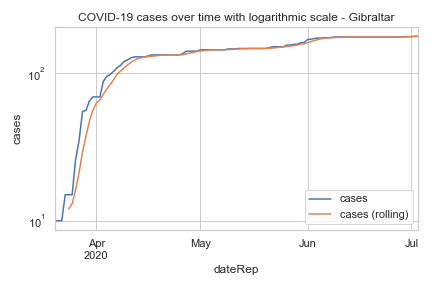 COVID-19 cases over time with logarithmic scale - Gibraltar
cases
10²
10¹
cases
cases (rolling)
Apr
2020
May
Jun
Jul
dateRep